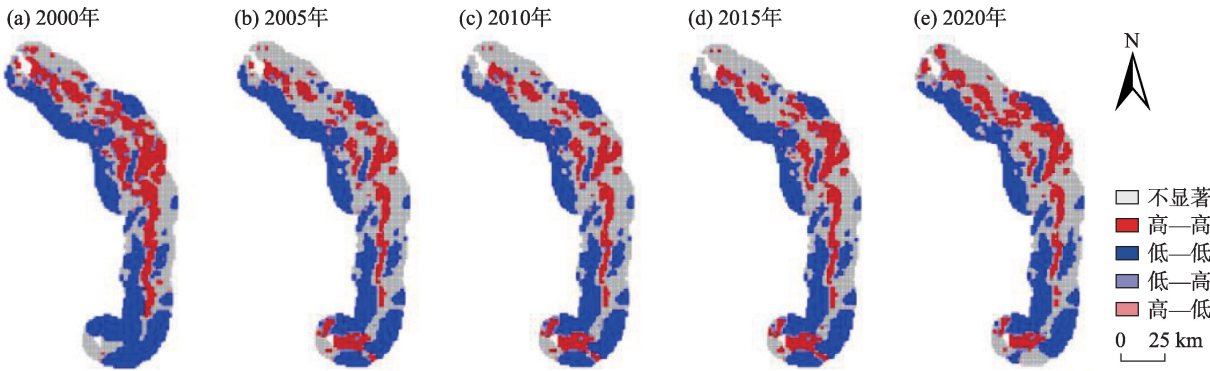 (a) 2000年
(b) 2005年
(c) 2010年
(d) 2015年
(e) 2020年
N
不显著
高—高
低—低
低—高
高—低
0 25 km